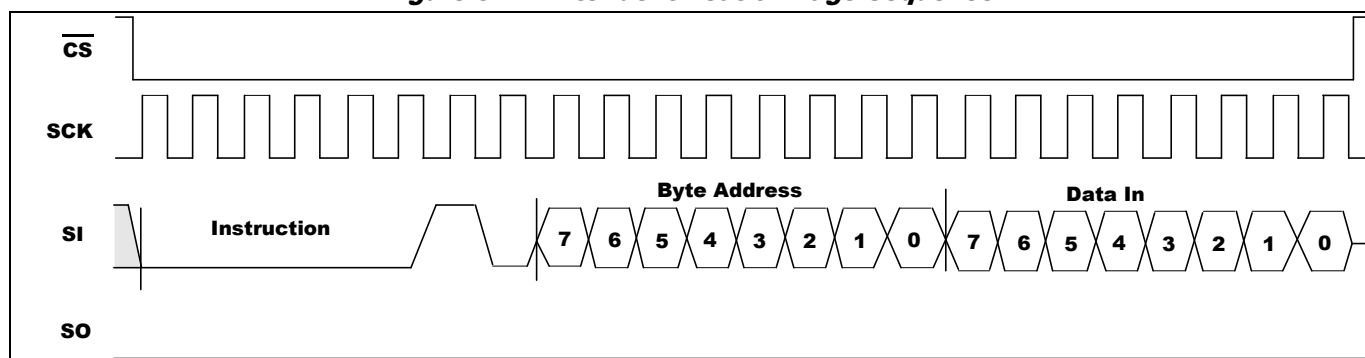 CS
SCK
Byte Address
Data In
SI
Instruction
7 6 5 4 3 2 1 0 7 6 5 4 3 2 1 0
SO